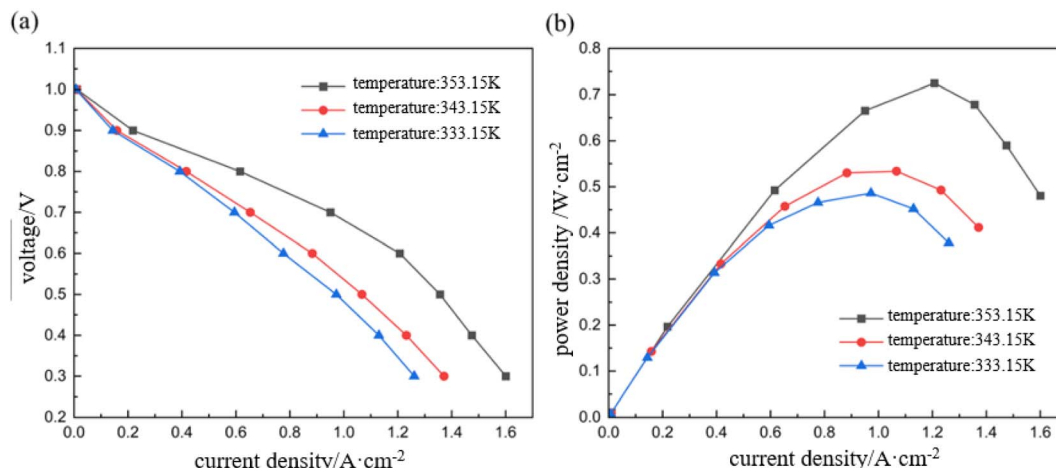 (a)
1.1
1.0
0.9
0.8
0.7
0.6
0.5
0.4
0.3
0.2
voltage/V
temperature:353.15K
temperature:343.15K
temperature:333.15K
0.0 0.2 0.4 0.6 0.8 1.0 1.2 1.4 1.6
current density/A·cm⁻²
(b)
0.8
0.7
0.6
0.5
0.4
0.3
0.2
0.1
0.0
power density /W·cm⁻²
temperature:353.15K
temperature:343.15K
temperature:333.15K
0.0 0.2 0.4 0.6 0.8 1.0 1.2 1.4 1.6
current density/A·cm⁻²